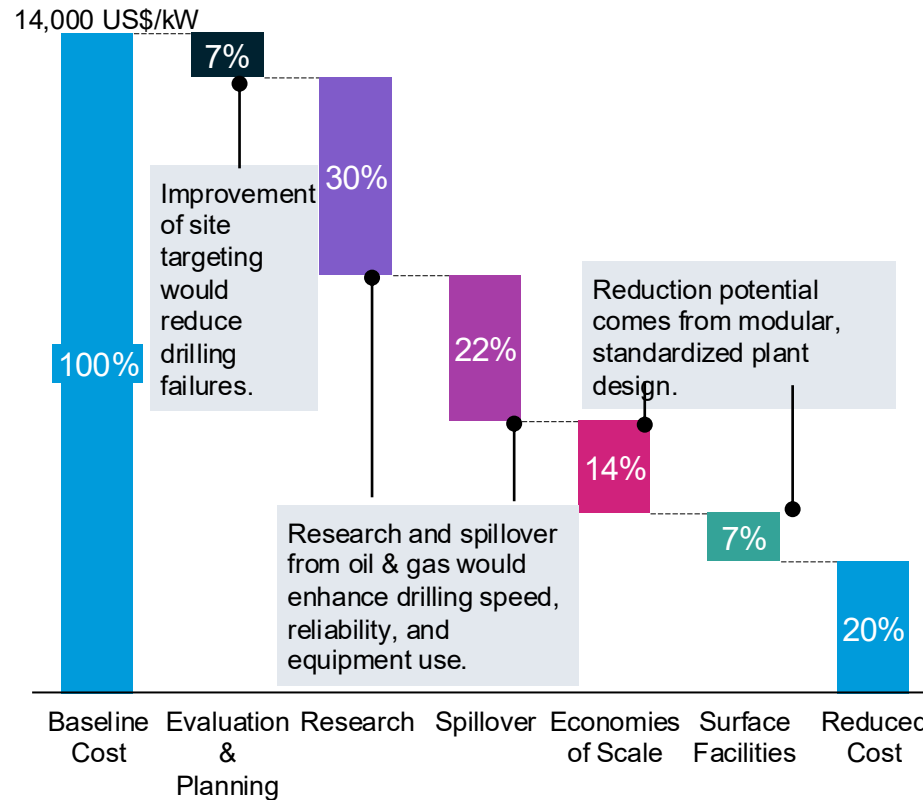 14,000 US$/kW
7%
30%
Improvement
of site
targeting
would
reduce
drilling
failures.
Reduction potential
comes from modular,
standardized plant
design.
100%
22%
14%
Research and spillover
from oil & gas would
enhance drilling speed,
reliability, and
equipment use.
7%
20%
Baseline
Cost
Evaluation
&
Planning
Research
Spillover
Economies
of Scale
Surface
Facilities
Reduced
Cost